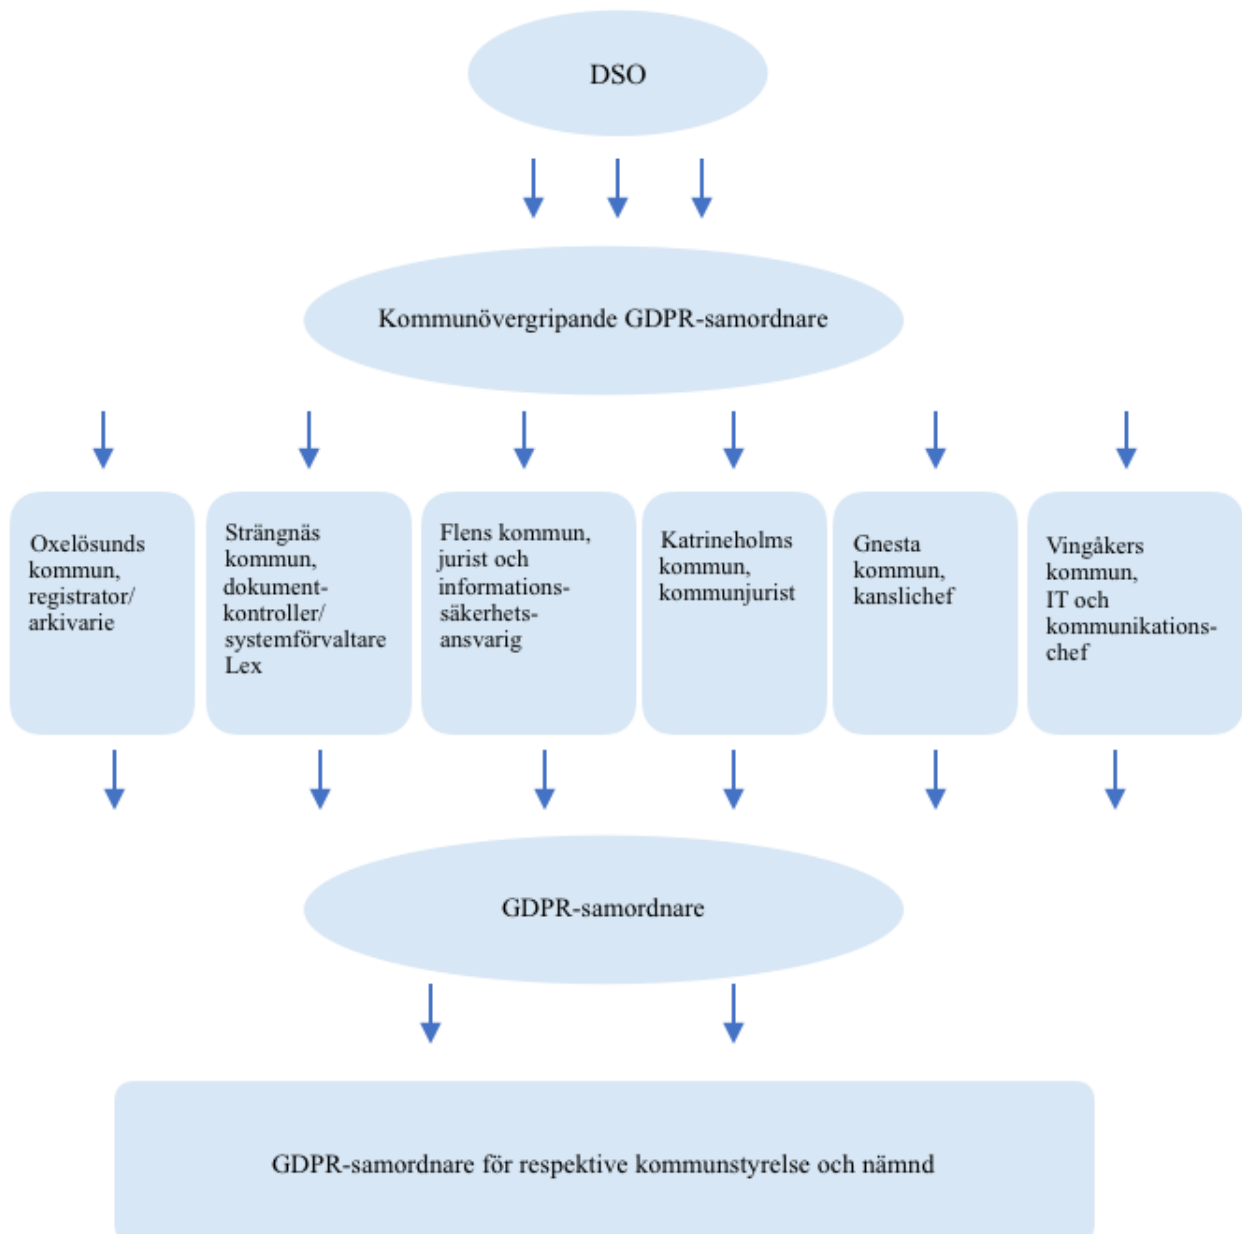 DSO
Kommunövergripande GDPR-samordnare
Oxelösunds
kommun,
registrator/
arkivarie
Strängnäs
kommun,
dokument-
kontroller/
systemförvaltare
Lex
Flens kommun,
jurist och
informations-
säkerhets-
ansvarig
Katrineholms
kommun,
kommunjurist
Gnesta
kommun,
kanslichef
Vingåkers
kommun,
IT och
kommunikations-
chef
GDPR-samordnare
GDPR-samordnare för respektive kommunstyrelse och nämnd